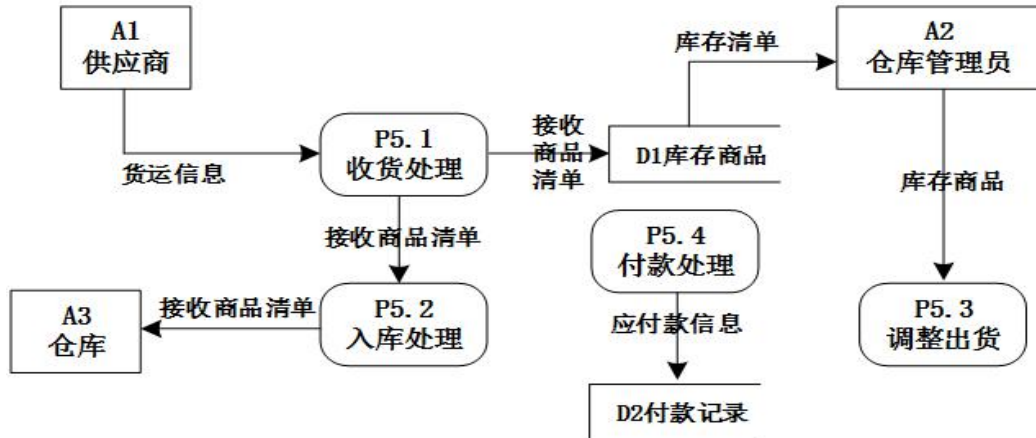 A1
供应商
库存清单
A2
仓库管理员
P5.1
收货处理
接收
商品
清单
D1库存商品
货运信息
库存商品
接收商品清单
P5.4
付款处理
A3
仓库
接收商品清单
P5.2
入库处理
应付款信息
P5.3
调整出货
D2付款记录